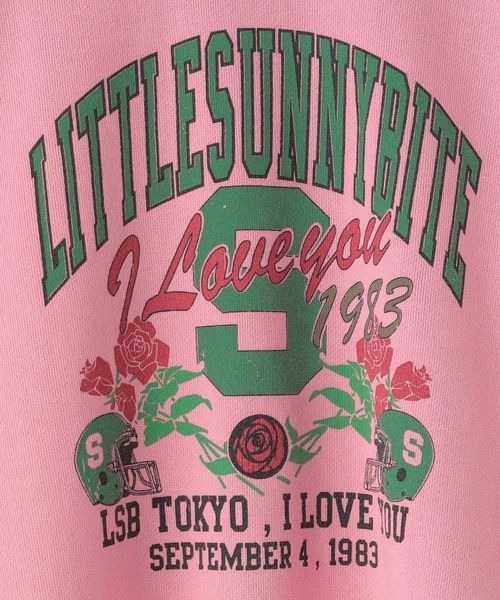 LITTLESUNNYBITE
S
I Love you
1983
S S
LSB TOKYO , I LOVE YOU
SEPTEMBER 4 , 1983